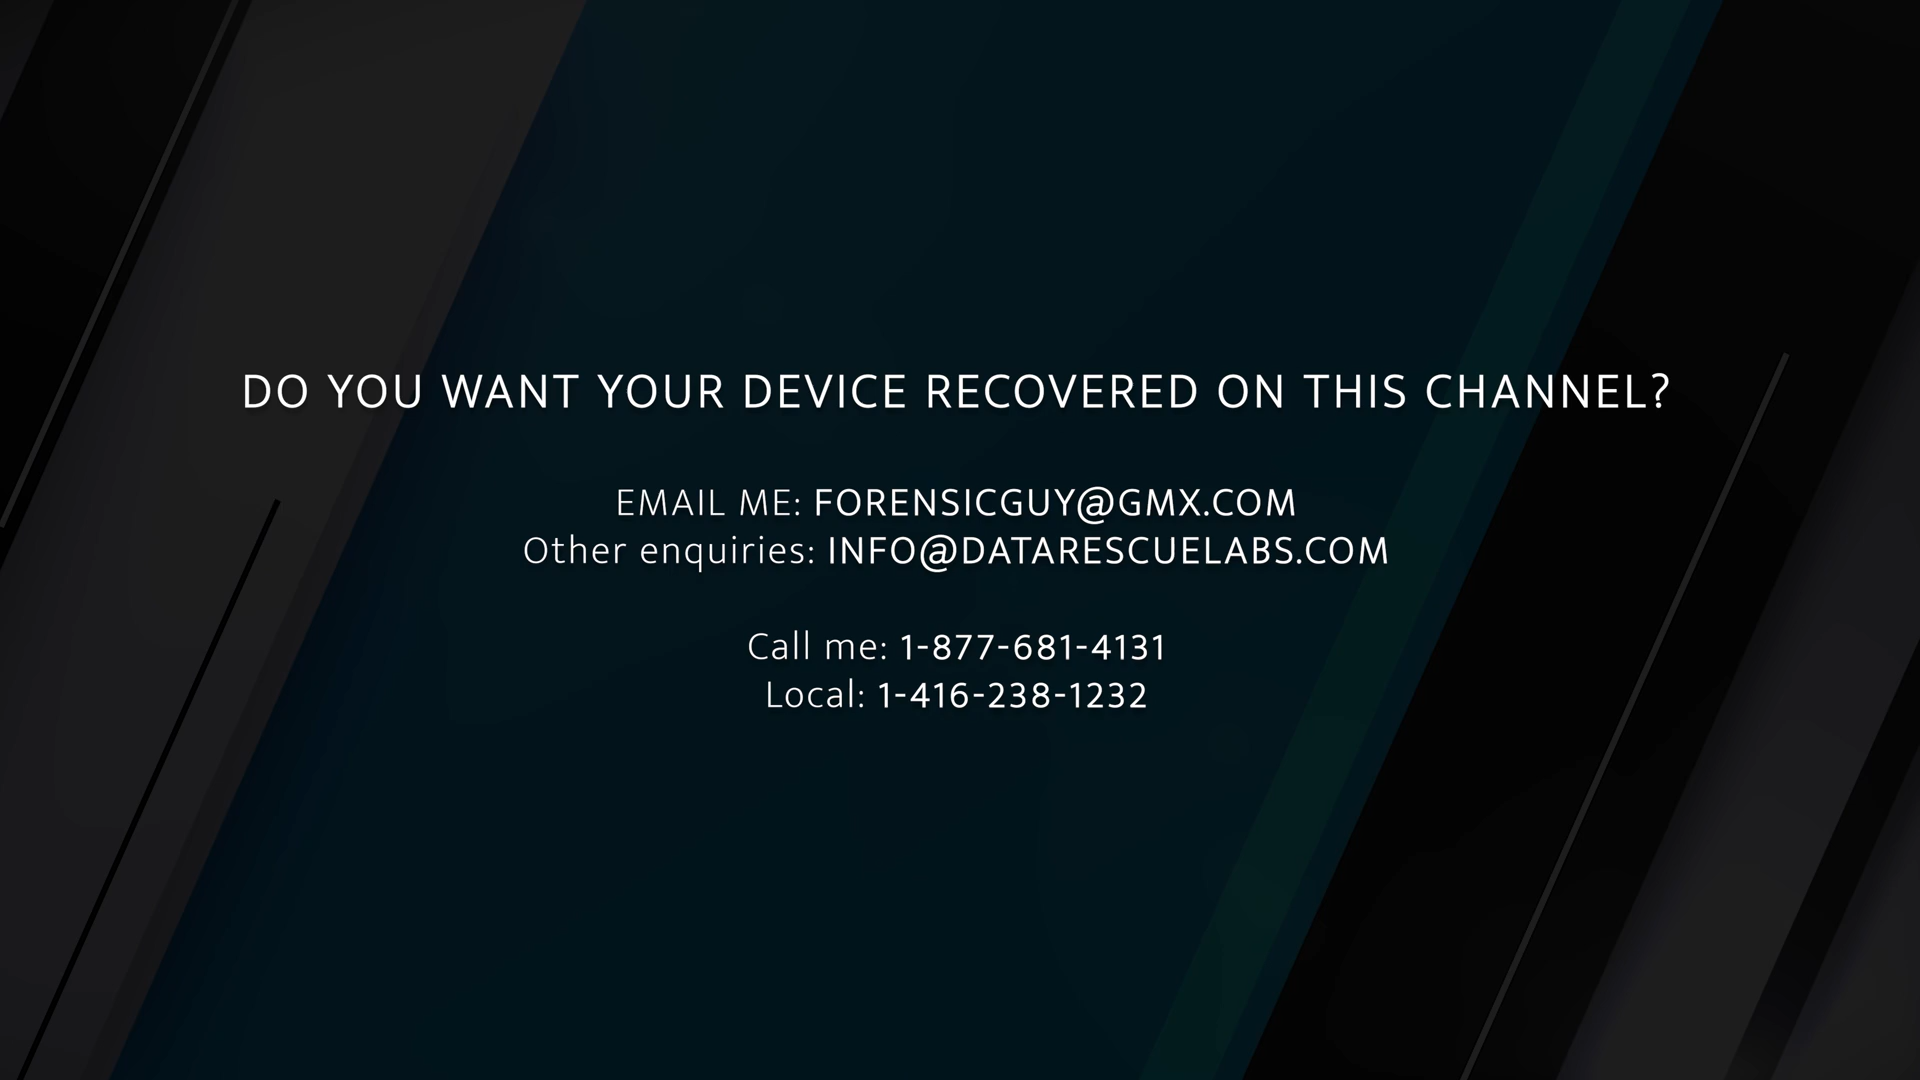 DO YOU WANT YOUR DEVICE RECOVERED ON THIS CHANNEL?
EMAIL ME: FORENSICGUY@GMX.COM
Other enquiries: INFO@DATARESCUELABS.COM
Call me: 1-877-681-4131
Local: 1-416-238-1232